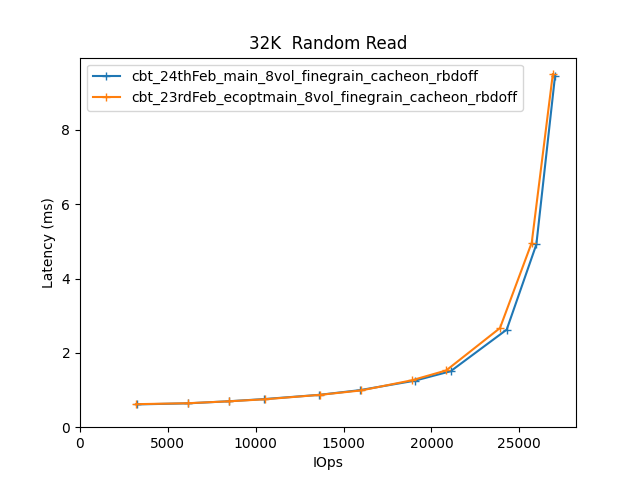 32K  Random Read
cbt_24thFeb_main_8vol_finegrain_cacheon_rbdoff
cbt_23rdFeb_ecoptmain_8vol_finegrain_cacheon_rbdoff
Latency (ms)
8
6
4
2
0
0 5000 10000 15000 20000 25000
IOps